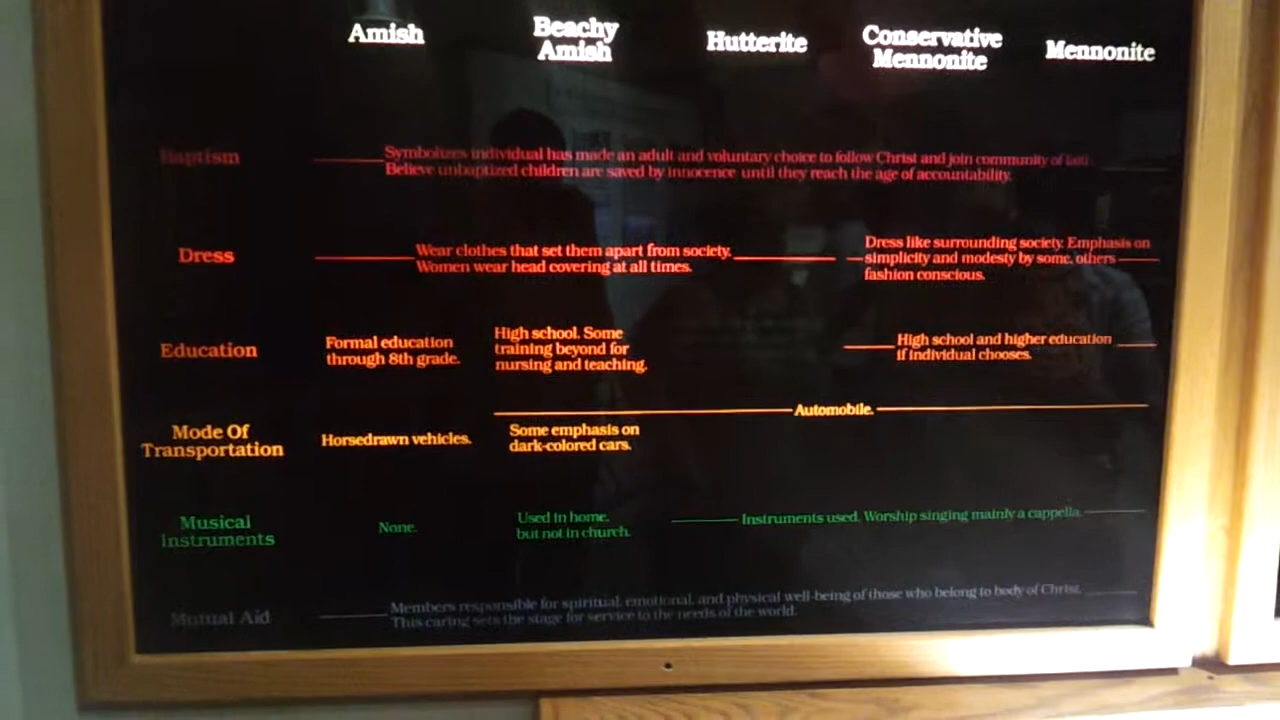 Amish
Beachy
Amish
Hutterite
Conservative
Mennonite
Mennonite
Baptism
Symbolizes individual has made an adult and voluntary choice to follow Christ and join community of
Believe unbaptized children are saved by innocence until they reach the age of accountability.
Dress
Wear clothes that set them apart from society.
Women wear head covering at all times.
Dress like surrounding society. Emphasis on
simplicity and modesty by some, others
fashion conscious.
Education
Formal education
through 8th grade.
High school. Some
training beyond for
nursing and teaching.
High school and higher education
if individual chooses.
Mode Of
Transportation
Horsedrawn vehicles.
Automobile.
Some emphasis on
dark-colored cars.
Musical
Instruments
None.
Used in home,
but not in church.
Instruments used. Worship singing mainly a cappella.
Mutual Aid
Members responsible for spiritual, emotional, and physical well-being of those who belong to body of Christ.
This caring sets the stage for service to the needs of the world.